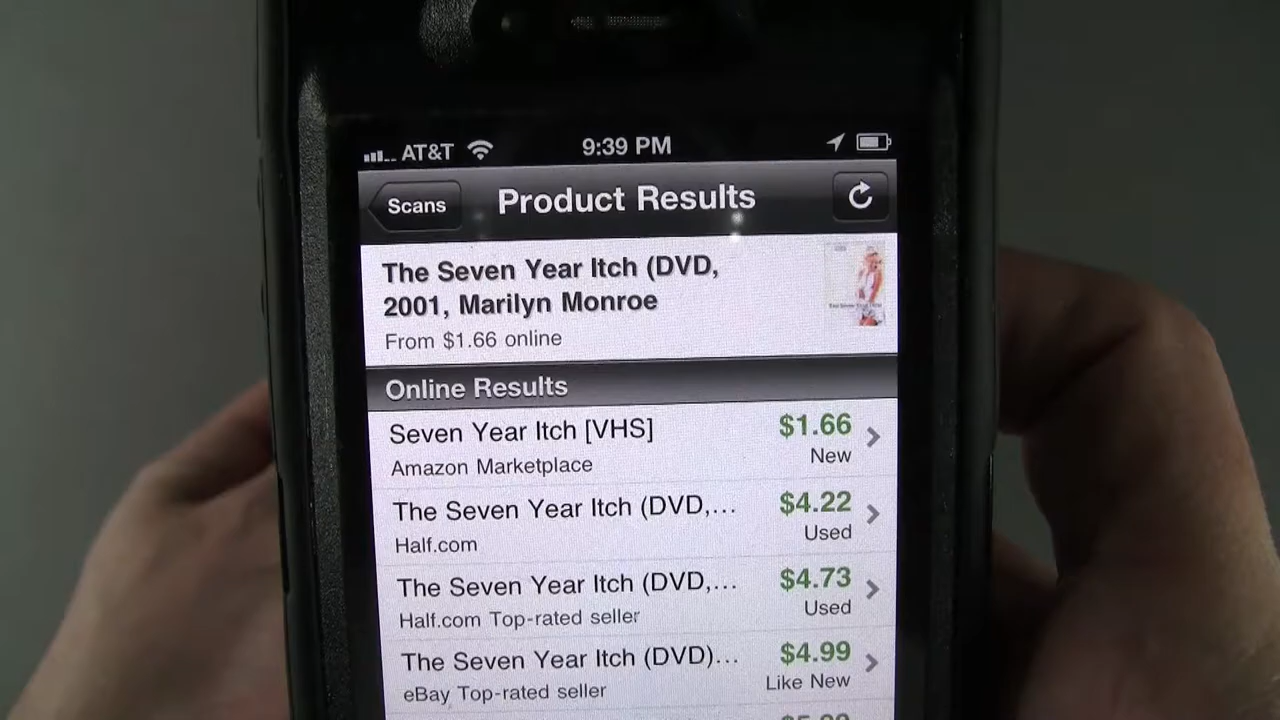 AT&T 9:39 PM
Scans Product Results
The Seven Year Itch (DVD,
2001, Marilyn Monroe
From $1.66 online
Online Results
Seven Year Itch [VHS] $1.66
Amazon Marketplace New
The Seven Year Itch (DVD,... $4.22
Half.com Used
The Seven Year Itch (DVD,... $4.73
Half.com Top-rated seller Used
The Seven Year Itch (DVD)... $4.99
eBay Top-rated seller Like New